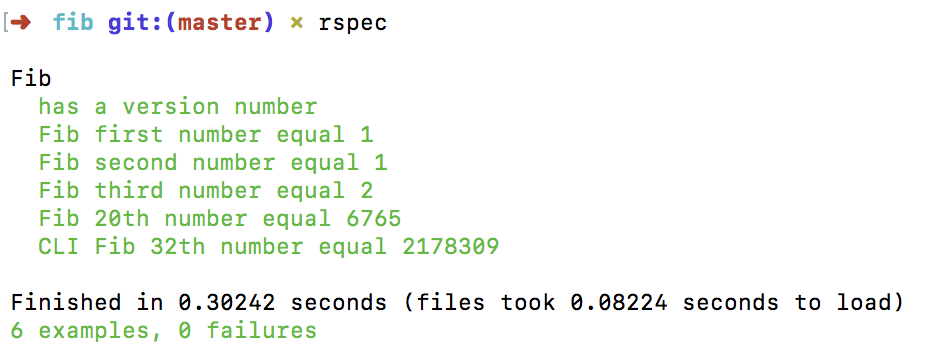 [➜ fib git:(master) ✗ rspec
Fib
has a version number
Fib first number equal 1
Fib second number equal 1
Fib third number equal 2
Fib 20th number equal 6765
CLI Fib 32th number equal 2178309
Finished in 0.30242 seconds (files took 0.08224 seconds to load)
6 examples, 0 failures